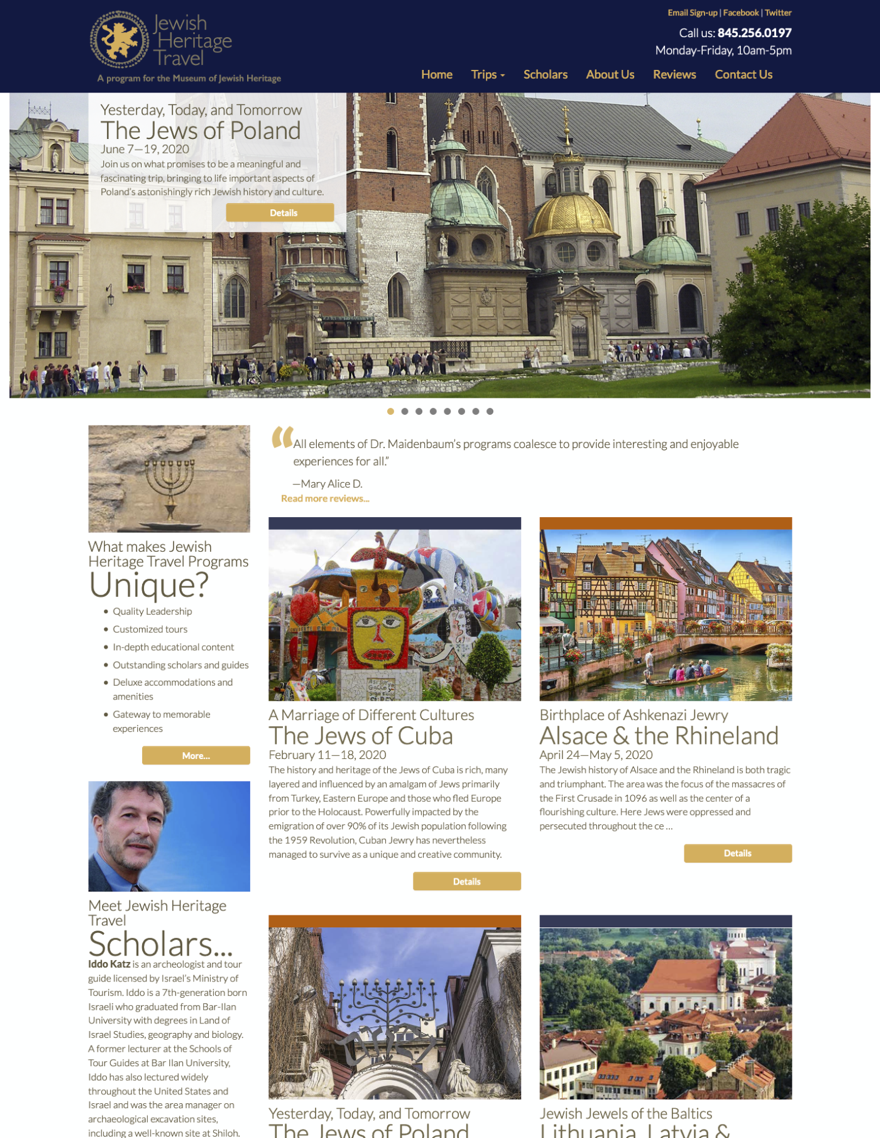 Jewish
Heritage
Travel
A program for the Museum of Jewish Heritage
Email Sign-up | Facebook | Twitter
Call us: 845.256.0197
Monday-Friday, 10am-5pm
Home Trips Scholars About Us Reviews Contact Us
Yesterday, Today, and Tomorrow
The Jews of Poland
June 7—19, 2020
Join us on what promises to be a meaningful and
fascinating trip, bringing to life important aspects of
Poland's astonishingly rich Jewish history and culture.
Details
What makes Jewish
Heritage Travel Programs
Unique?
• Quality Leadership
• Customized tours
• In-depth educational content
• Outstanding scholars and guides
• Deluxe accommodations and
amenities
• Gateway to memorable
experiences
More...
Meet Jewish Heritage
Travel
Scholars...
Iddo Katz is an archeologist and tour
guide licensed by Israel's Ministry of
Tourism. Iddo is a 7th-generation born
Israeli who graduated from Bar-Ilan
University with degrees in Land of
Israel Studies, geography and biology.
A former lecturer at the Schools of
Tour Guides at Bar Ilan University,
Iddo has also lectured widely
throughout the United States and
Israel and was the area manager on
archaeological excavation sites,
including a well-known site at Shiloh.
“All elements of Dr. Maidenbaum's programs coalesce to provide interesting and enjoyable
experiences for all.”
—Mary Alice D.
Read more reviews...
A Marriage of Different Cultures
The Jews of Cuba
February 11—18, 2020
The history and heritage of the Jews of Cuba is rich, many
layered and influenced by an amalgam of Jews primarily
from Turkey, Eastern Europe and those who fled Europe
prior to the Holocaust. Powerfully impacted by the
emigration of over 90% of its Jewish population following
the 1959 Revolution, Cuban Jewry has nevertheless
managed to survive as a unique and creative community.
Details
Birthplace of Ashkenazi Jewry
Alsace & the Rhineland
April 24—May 5, 2020
The Jewish history of Alsace and the Rhineland is both tragic
and triumphant. The area was the focus of the massacres of
the First Crusade in 1096 as well as the center of a
flourishing culture. Here Jews were oppressed and
persecuted throughout the ce ...
Details
Yesterday, Today, and Tomorrow
The Jews of Poland
Jewish Jewels of the Baltics
Lithuania, Latvia &